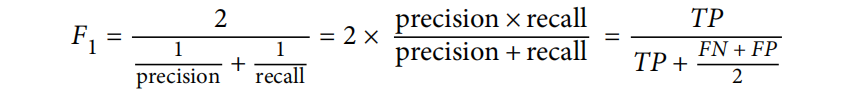 F₁ = 2 / (1/precision + 1/recall) = 2 × (precision × recall) / (precision + recall) = TP / (TP + (FN + FP)/2)